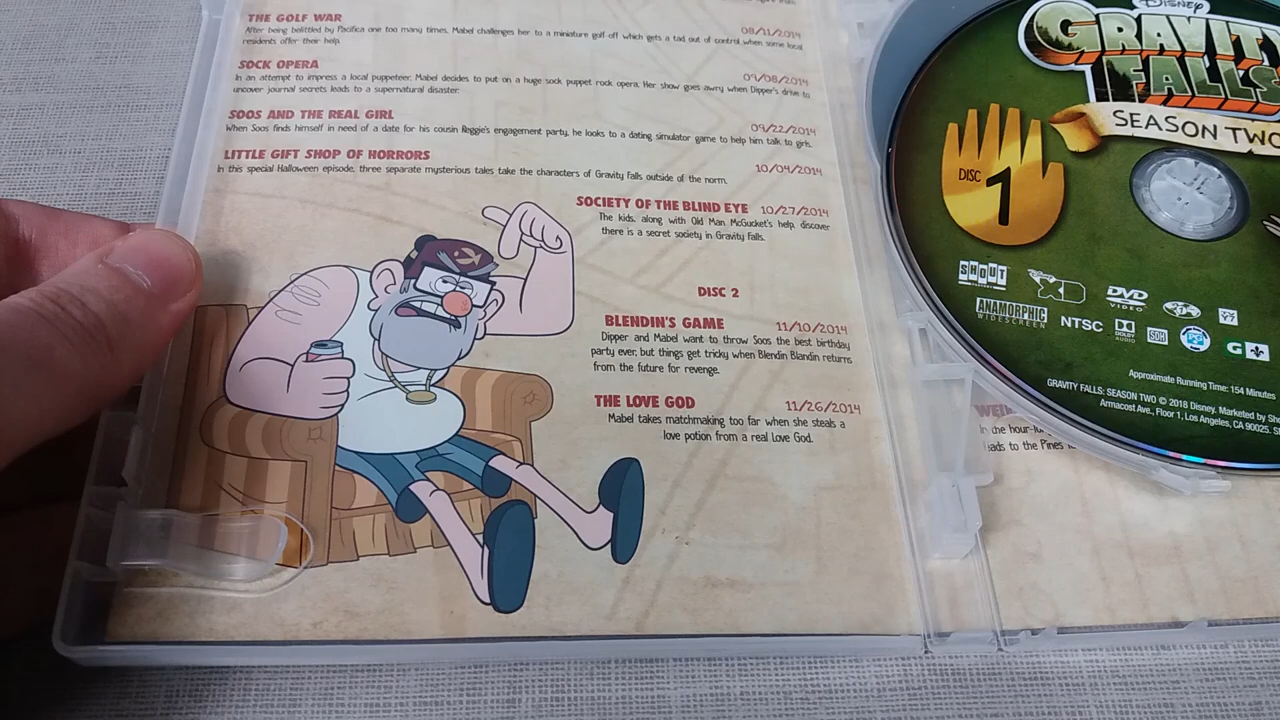 THE GOLF WAR 08/11/2014
After being belittled by Pacifica one too many times, Mabel challenges her to a miniature golf-off which gets a tad out of control when some local
residents offer their help.
SOCK OPERA 09/08/2014
In an attempt to impress a local puppeteer, Mabel decides to put on a huge sock puppet rock opera. Her show goes awry when Dipper's drive to
uncover journal secrets leads to a supernatural disaster.
SOOS AND THE REAL GIRL 09/22/2014
When Soos finds himself in need of a date for his cousin Reggie's engagement party, he looks to a dating simulator game to help him talk to girls.
LITTLE GIFT SHOP OF HORRORS 10/04/2014
In this special Halloween episode, three separate mysterious tales take the characters of Gravity Falls outside of the norm.
SOCIETY OF THE BLIND EYE 10/27/2014
The kids, along with Old Man McGucket's help, discover
there is a secret society in Gravity Falls.
DISC 2
BLENDIN'S GAME 11/10/2014
Dipper and Mabel want to throw Soos the best birthday
party ever, but things get tricky when Blendin Blandin returns
from the future for revenge.
THE LOVE GOD 11/26/2014
Mabel takes matchmaking too far when she steals a
love potion from a real Love God.
DISNEY
GRAVITY
FALLS
SEASON TWO
DISC 1
SHOUT XD DVD
FACTORY VIDEO
ANAMORPHIC
WIDESCREEN NTSC DOLBY AUDIO SDH PG G
Approximate Running Time: 154 Minutes
GRAVITY FALLS: SEASON TWO © 2018 Disney. Marketed by
Armacost Ave., Floor 1, Los Angeles, CA 90025.
In the
to the Pines